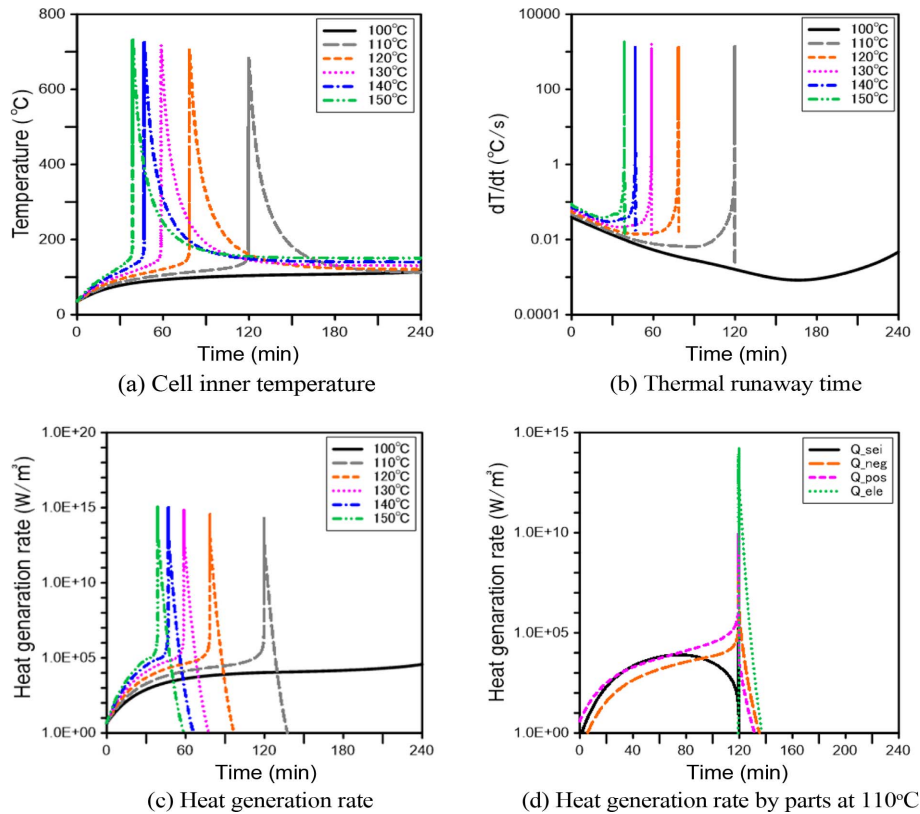 800
600
400
200
0
0
60
120
180
240
Temperature (°C)
Time (min)
100°C
110°C
120°C
130°C
140°C
150°C
(a) Cell inner temperature
10000
100
1
0.01
0.0001
0
60
120
180
240
dT/dt (°C/s)
Time (min)
100°C
110°C
120°C
130°C
140°C
150°C
(b) Thermal runaway time
1.0E+20
1.0E+15
1.0E+10
1.0E+05
1.0E+00
0
60
120
180
240
Heat genaration rate (W/m³)
Time (min)
100°C
110°C
120°C
130°C
140°C
150°C
(c) Heat generation rate
1.0E+15
1.0E+10
1.0E+05
1.0E+00
0
40
80
120
160
200
240
Heat genaration rate (W/m³)
Time (min)
Q_sei
Q_neg
Q_pos
Q_ele
(d) Heat generation rate by parts at 110°C